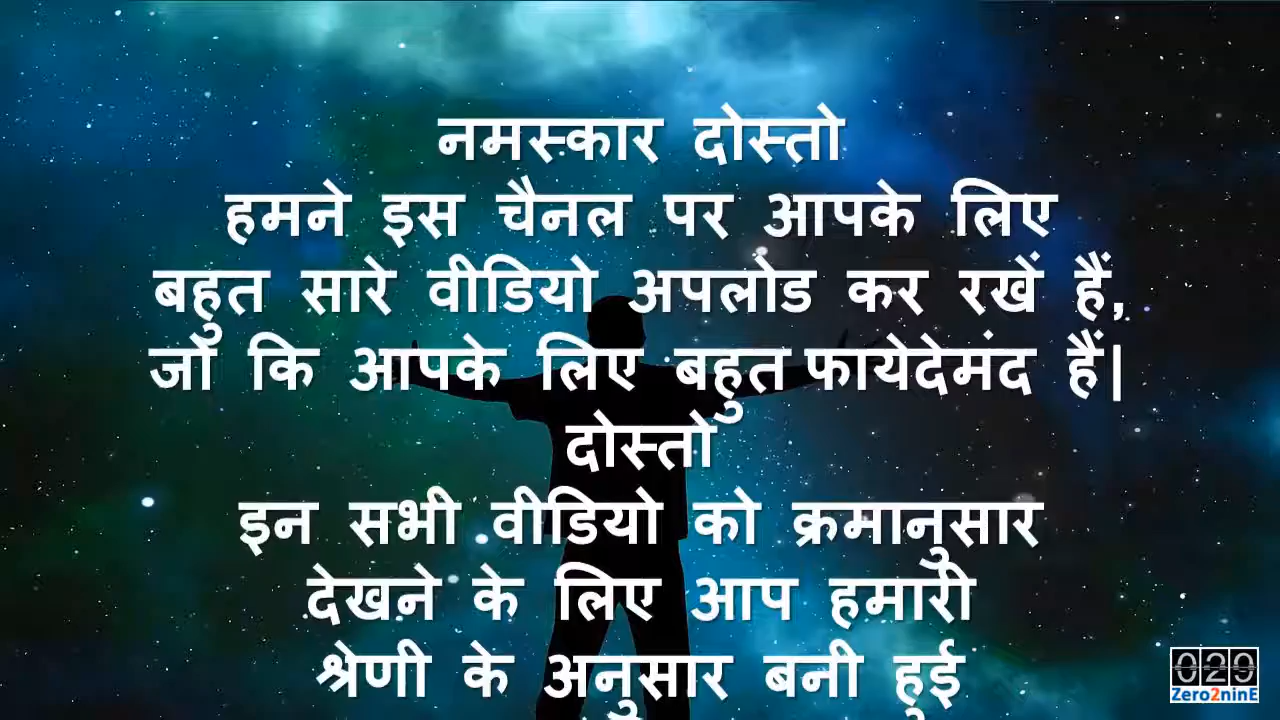 नमस्कार दोस्तो
हमने इस चैनल पर आपके लिए
बहुत सारे वीडियो अपलोड कर रखें हैं,
जो कि आपके लिए बहुत फायेदेमंद हैं|
दोस्तो
इन सभी वीडियो को क्रमानुसार
देखने के लिए आप हमारी
श्रेणी के अनुसार बनी हुई
029
Zero2ninE